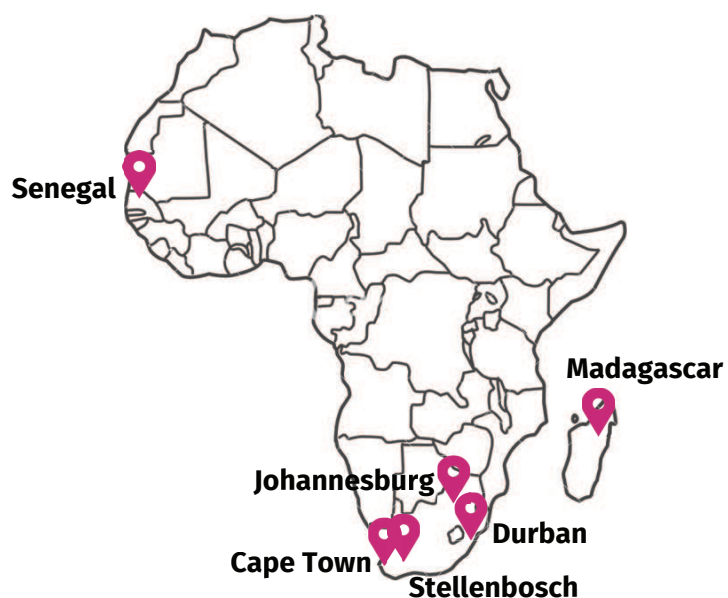 Senegal
Madagascar
Johannesburg
Durban
Cape Town
Stellenbosch